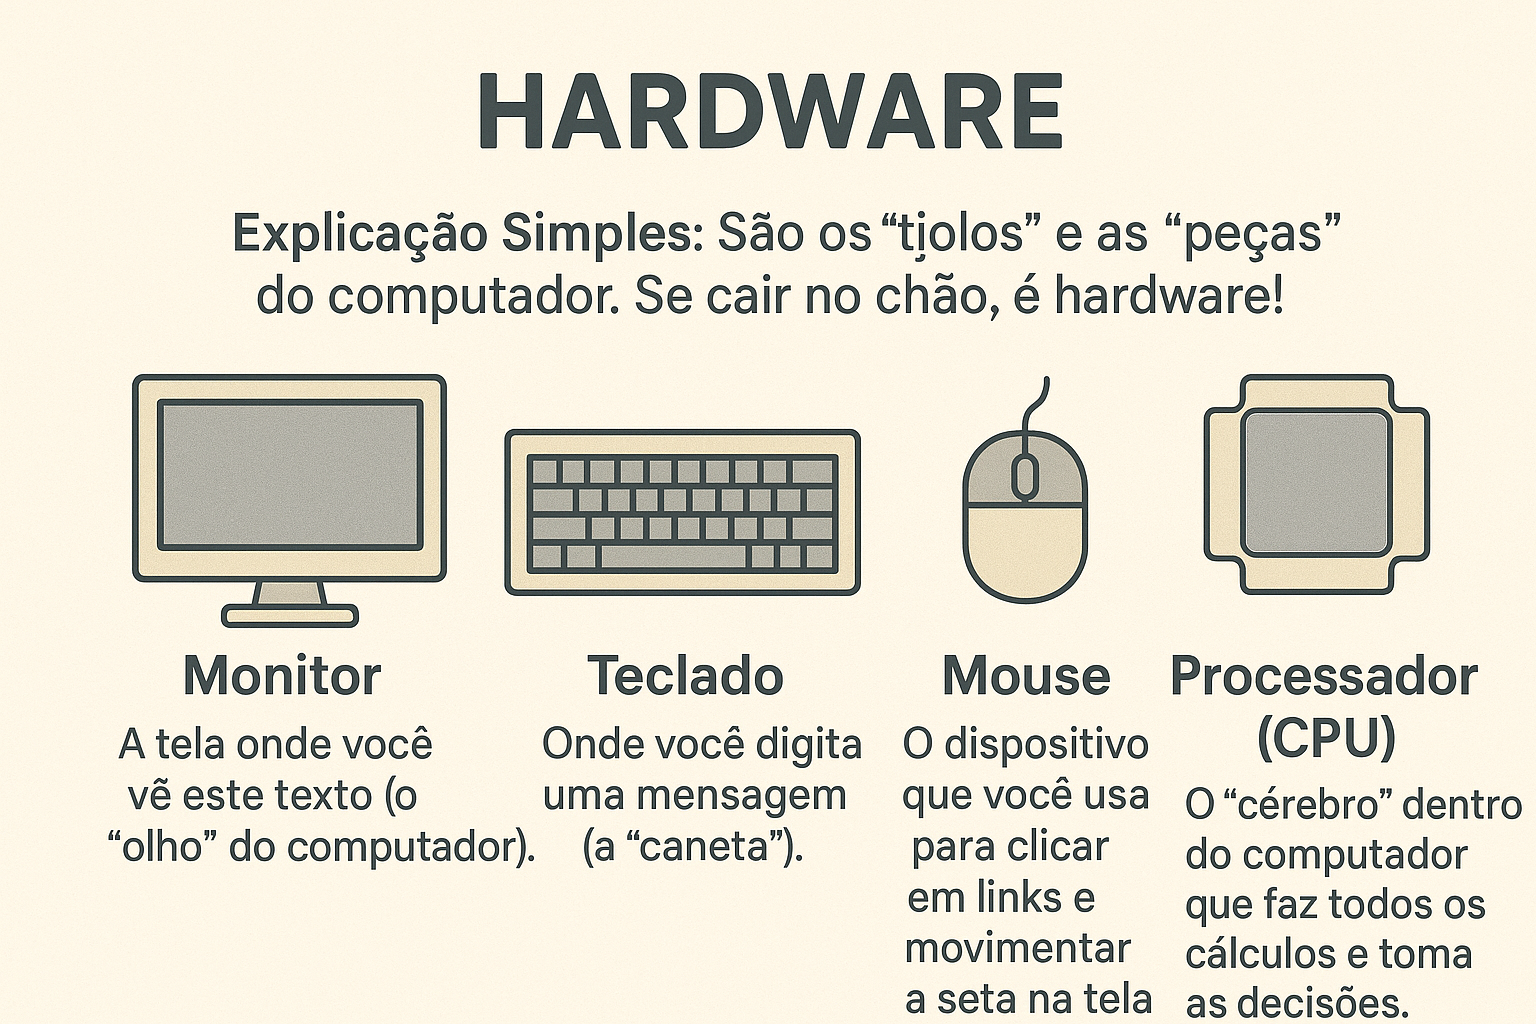 HARDWARE
Explicação Simples: São os “tjolos” e as “peças”
do computador. Se cair no chão, é hardware!
Monitor
A tela onde você
vẽ este texto (o
“olho” do computador).
Teclado
Onde você digita
uma mensagem
(a “caneta”).
Mouse
O dispositivo
que você usa
para clicar
em links e
movimentar
a seta na tela
Processador
(CPU)
O “cérebro” dentro
do computador
que faz todos os
cálculos e toma
as decisões.